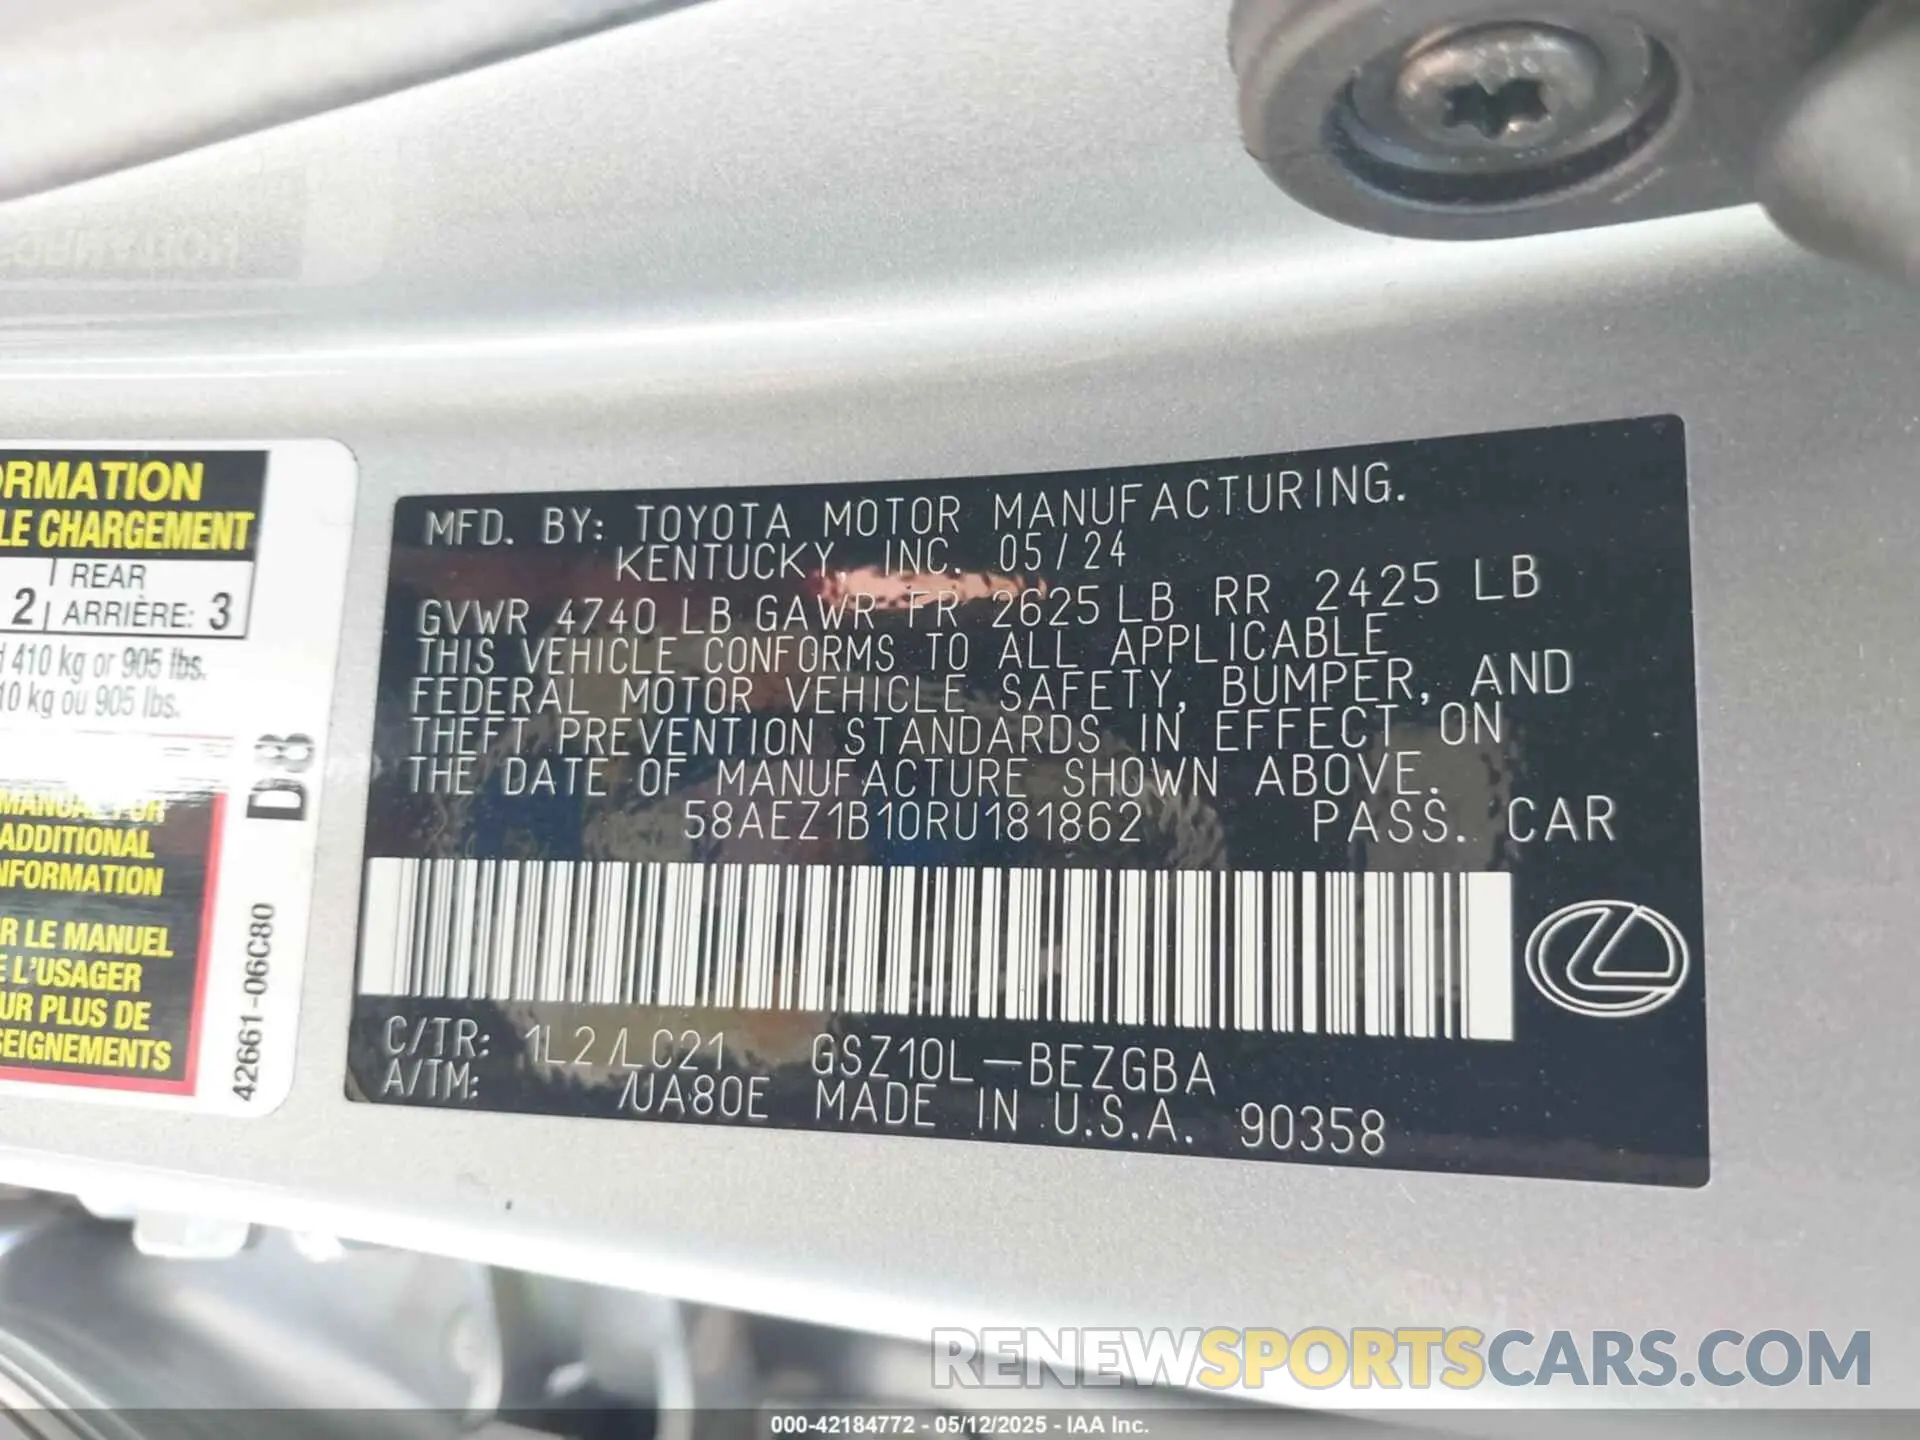 ORMATION
LE CHARGEMENT
2 REAR
ARRIÈRE: 3
410 kg or 905 lbs.
10 kg ou 905 lbs.
D8
MANUAL FOR
ADDITIONAL
NFORMATION
R LE MANUEL
E L'USAGER
UR PLUS DE
SEIGNEMENTS
42661-06C80
MFD. BY: TOYOTA MOTOR MANUFACTURING.
KENTUCKY, INC. 05/24
GVWR 4740 LB GAWR FR 2625 LB RR 2425 LB
THIS VEHICLE CONFORMS TO ALL APPLICABLE
FEDERAL MOTOR VEHICLE SAFETY, BUMPER, AND
THEFT PREVENTION STANDARDS IN EFFECT ON
THE DATE OF MANUFACTURE SHOWN ABOVE.
58AEZ1B10RU181862 PASS. CAR
C/TR: 1L2/LC21 GSZ10L-BEZGBA
A/TM: /UA80E MADE IN U.S.A. 90358
RENEWSPORTSCARS.COM
000-42184772 - 05/12/2025 - IAA Inc.